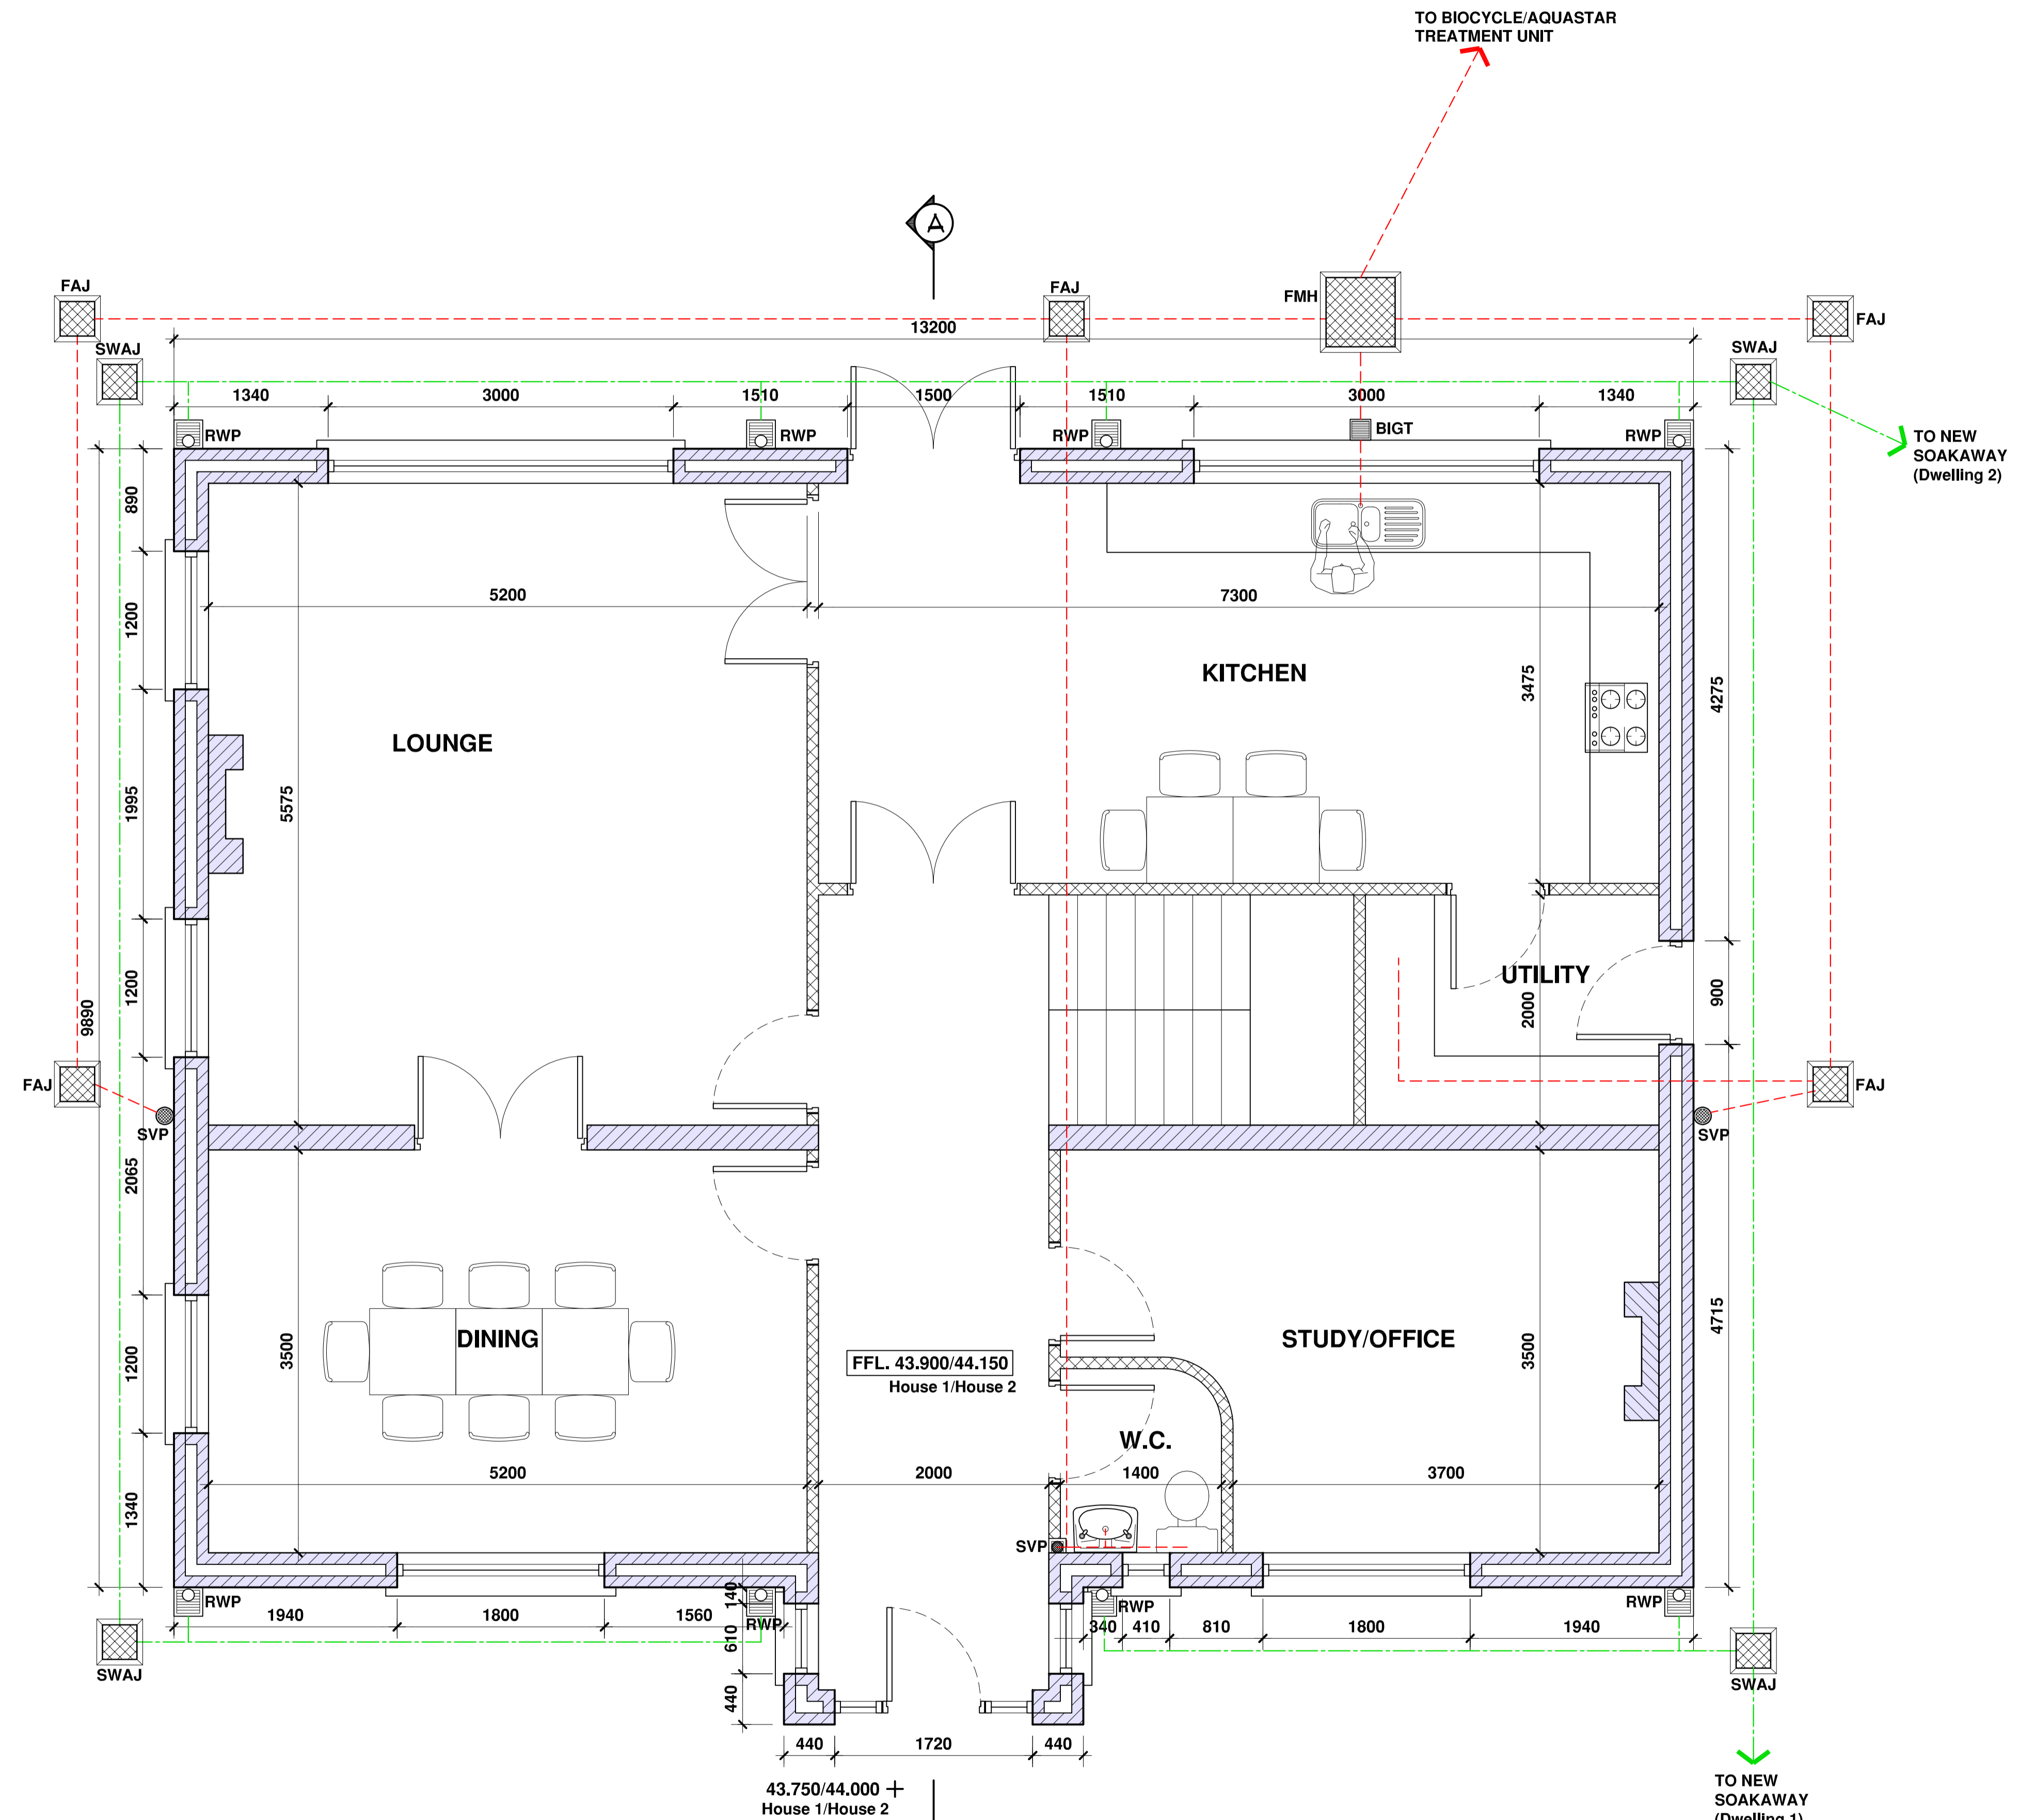 TO BIOCYCLE/AQUASTAR
TREATMENT UNIT
A
FAJ
FAJ
FMH
FAJ
13200
SWAJ
SWAJ
1340
3000
1510
1500
1510
3000
1340
RWP
RWP
RWP
BIGT
RWP
TO NEW
SOAKAWAY
(Dwelling 2)
890
1200
5200
7300
KITCHEN
3475
4275
LOUNGE
1995
5575
UTILITY
1200
9890
2000
900
FAJ
FAJ
SVP
SVP
2065
DINING
STUDY/OFFICE
1200
3500
3500
4715
FFL. 43.900/44.150
House 1/House 2
W.C.
5200
2000
1400
3700
1340
SVP
RWP
RWP
RWP
RWP
1940
1800
1560
140
610
440
340
410
810
1800
1940
SWAJ
SWAJ
440
1720
440
43.750/44.000
House 1/House 2
TO NEW
SOAKAWAY
(Dwelling 1)